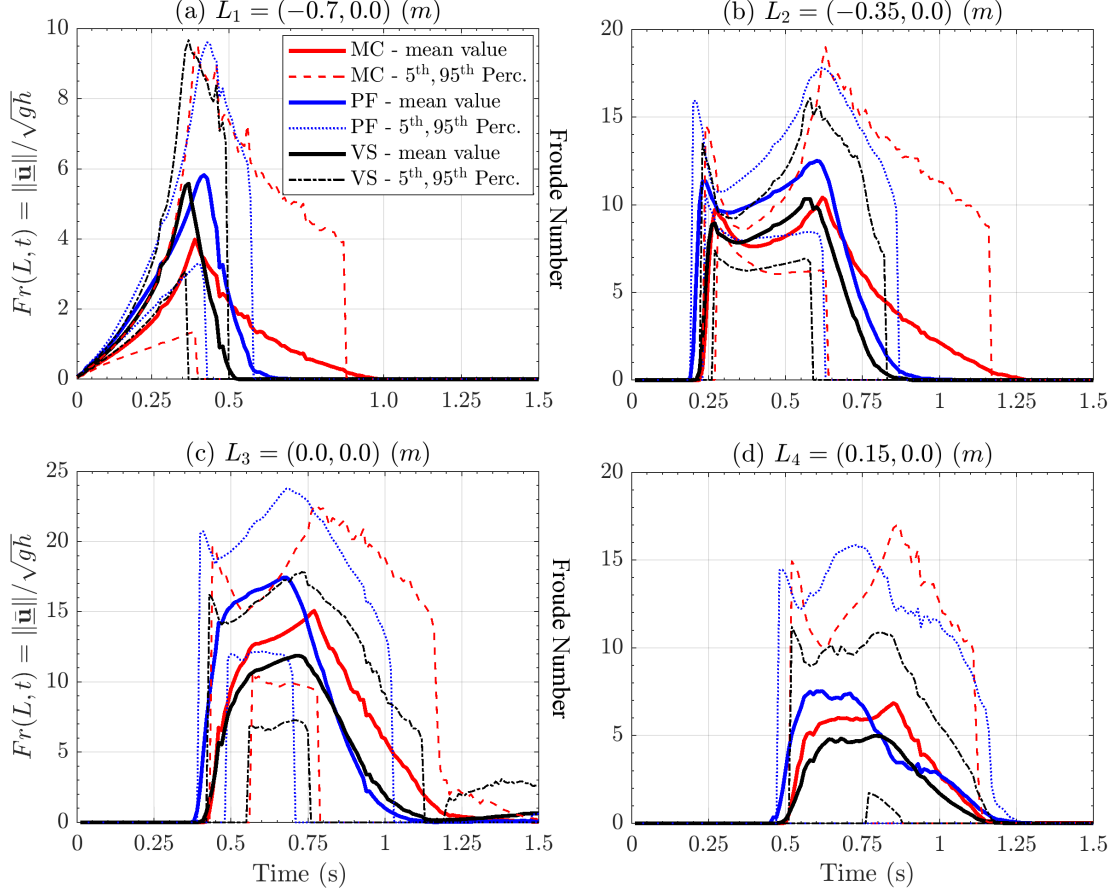 (a) L₁ = (−0.7, 0.0) (m)
10
8
6
4
2
0
0
0.25
0.5
0.75
1.0
1.25
1.5
Fr(L, t) = ||ū||/√gh
MC - mean value
MC - 5th, 95th Perc.
PF - mean value
PF - 5th, 95th Perc.
VS - mean value
VS - 5th, 95th Perc.
(b) L₂ = (−0.35, 0.0) (m)
Froude Number
20
15
10
5
0
0.25
0.5
0.75
1
1.25
1.5
(c) L₃ = (0.0, 0.0) (m)
Fr(L, t) = ||ū||/√gh
25
20
15
10
5
0
0.25
0.5
0.75
1
1.25
1.5
Time (s)
(d) L₄ = (0.15, 0.0) (m)
Froude Number
20
15
10
5
0
0.25
0.5
0.75
1
1.25
1.5
Time (s)